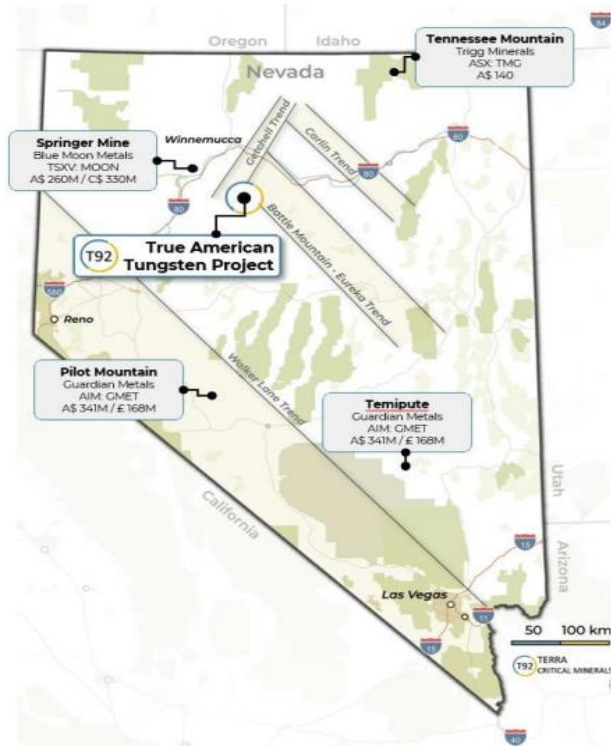 Oregon
Idaho
84
Tennessee Mountain
Trigg Minerals
ASX: TMG
A$ 140
Nevada
Getchell Trend
Carlin Trend
Winnemucca
Springer Mine
Blue Moon Metals
TSXV: MOON
A$ 260M / C$ 330M
80
80
T92
True American
Tungsten Project
Battle Mountain - Eureka Trend
580
Reno
Walker Lane Trend
Pilot Mountain
Guardian Metals
AIM: GMET
A$ 341M / £ 168M
Temipute
Guardian Metals
AIM: GMET
A$ 341M / £ 168M
Utah
Arizona
California
15
Las Vegas
11
15
50 100 km
T92
TERRA
CRITICAL MINERALS
40